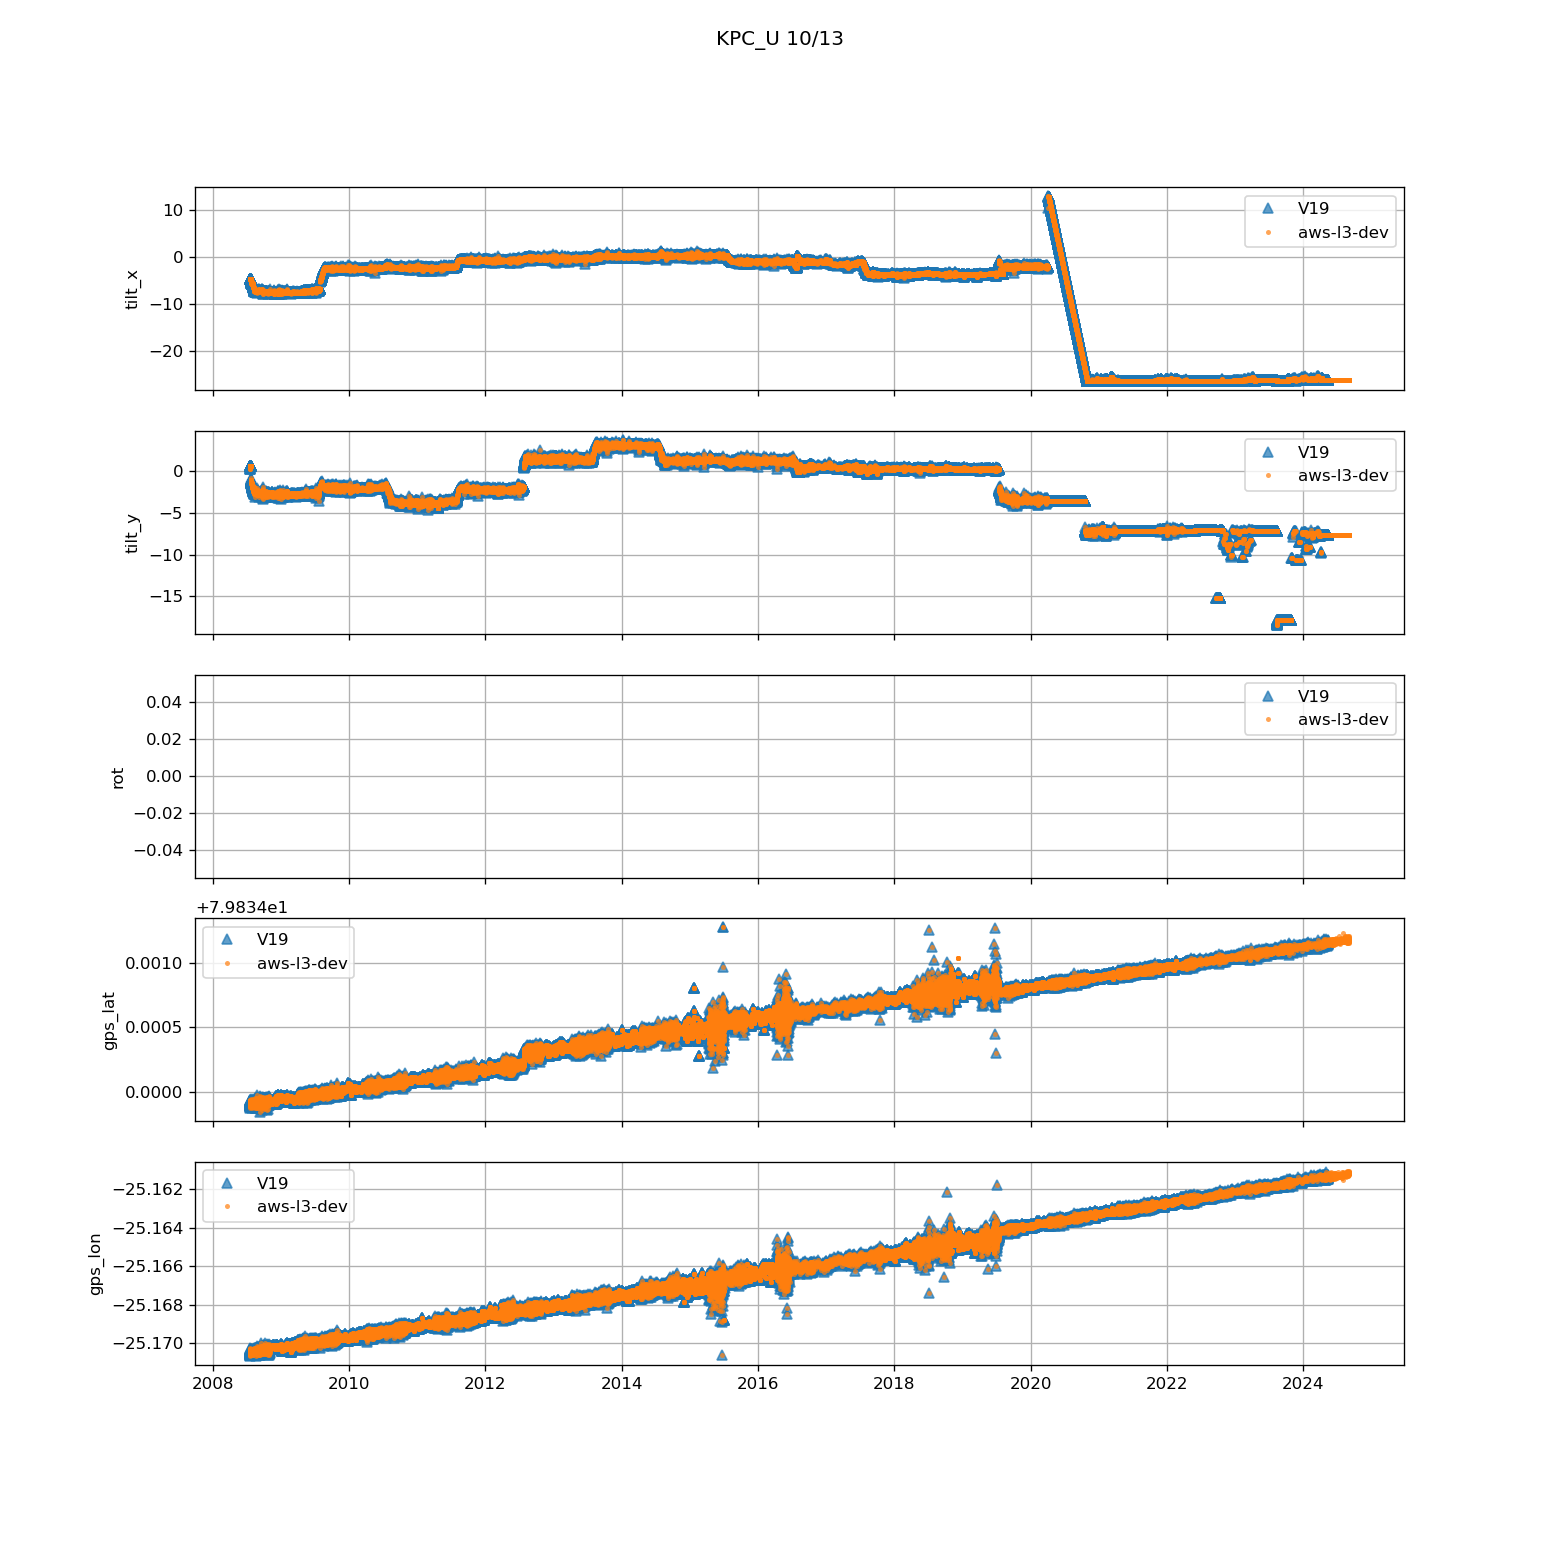 KPC_U 10/13
10
0
−10
−20
tilt_x
V19
aws-l3-dev
0
−5
−10
−15
tilt_y
V19
aws-l3-dev
0.04
0.02
0.00
−0.02
−0.04
rot
V19
aws-l3-dev
+7.9834e1
0.0010
0.0005
0.0000
gps_lat
V19
aws-l3-dev
−25.162
−25.164
−25.166
−25.168
−25.170
gps_lon
V19
aws-l3-dev
2008 2010 2012 2014 2016 2018 2020 2022 2024